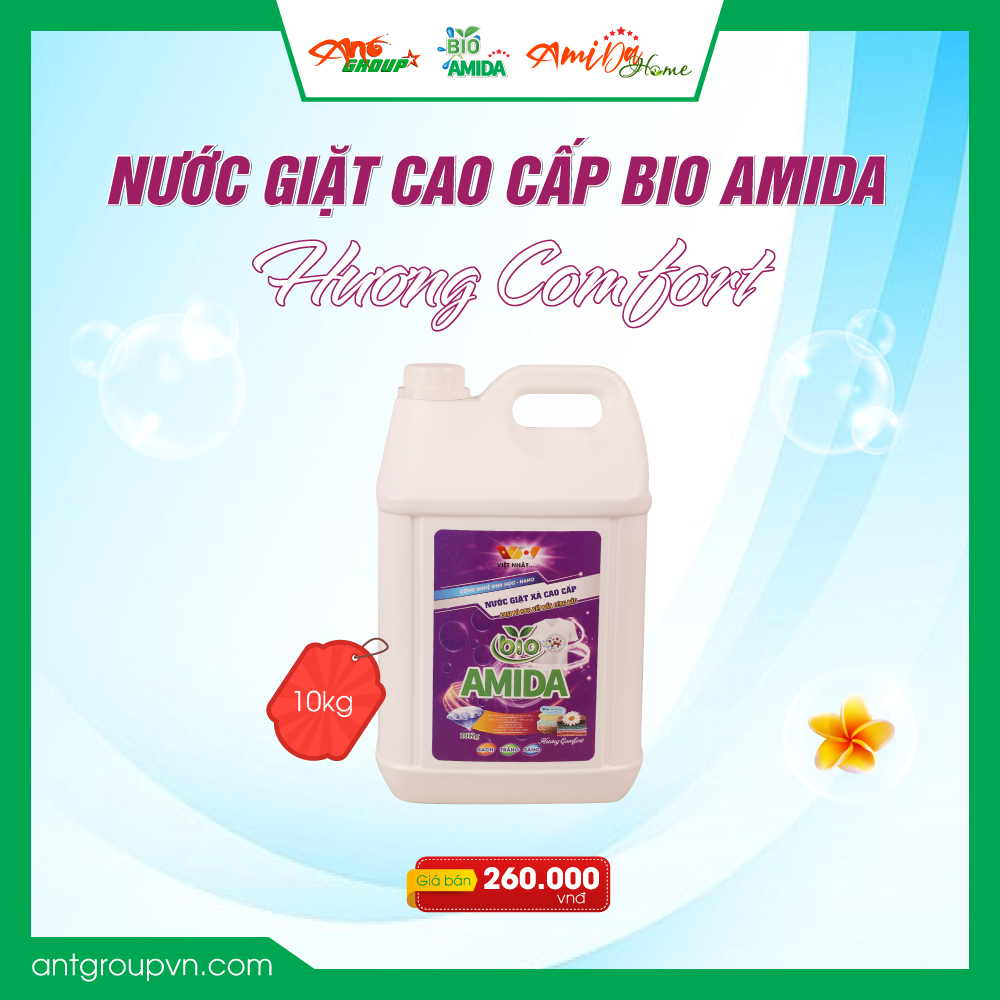 Ant
GROUP
BIO
AMIDA
AmiDa
Home
NƯỚC GIẶT CAO CẤP BIO AMIDA
Hương Comfort
VIỆT NHẬT
CÔNG NGHỆ SINH HỌC - NANO
NƯỚC GIẶT XẢ CAO CẤP
bio
AMIDA
10Kg
Hương Comfort
SẠCH
TRẮNG
SÁNG
10kg
Giá bán
260.000
vnđ
antgroupvn.com